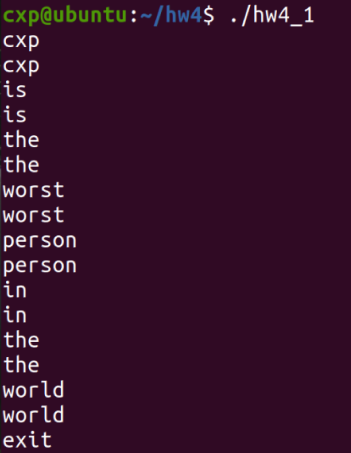 cxp@ubuntu:~/hw4$ ./hw4_1
cxp
cxp
is
is
the
the
worst
worst
person
person
in
in
the
the
world
world
exit